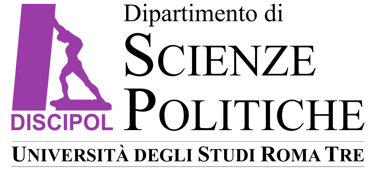 Dipartimento di
SCIENZE
POLITICHE
DISCIPOL
UNIVERSITÀ DEGLI STUDI ROMA TRE